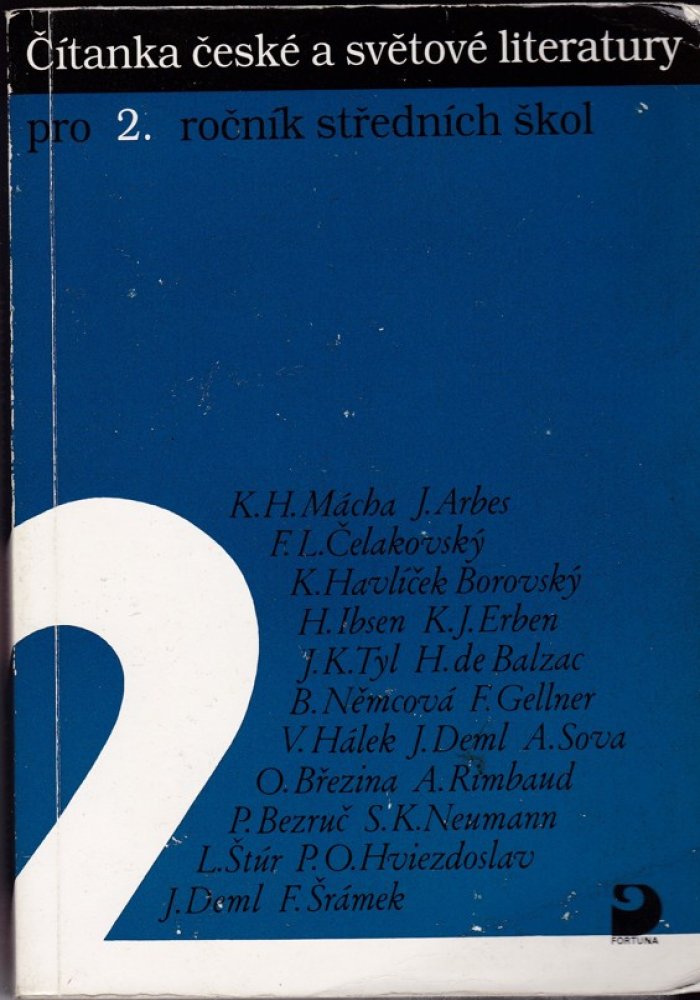 Čítanka české a světové literatury
pro 2. ročník středních škol
K.H.Mácha J.Arbes
F.L.Čelakovský
K.Havlíček Borovský
H.Ibsen K.J.Erben
J.K.Tyl H.de Balzac
B.Němcová F.Gellner
V.Hálek J.Deml A.Sova
O.Březina A.Rimbaud
P.Bezruč S.K.Neumann
L.Štúr P.O.Hviezdoslav
J.Deml F.Šrámek
2
FORTUNA